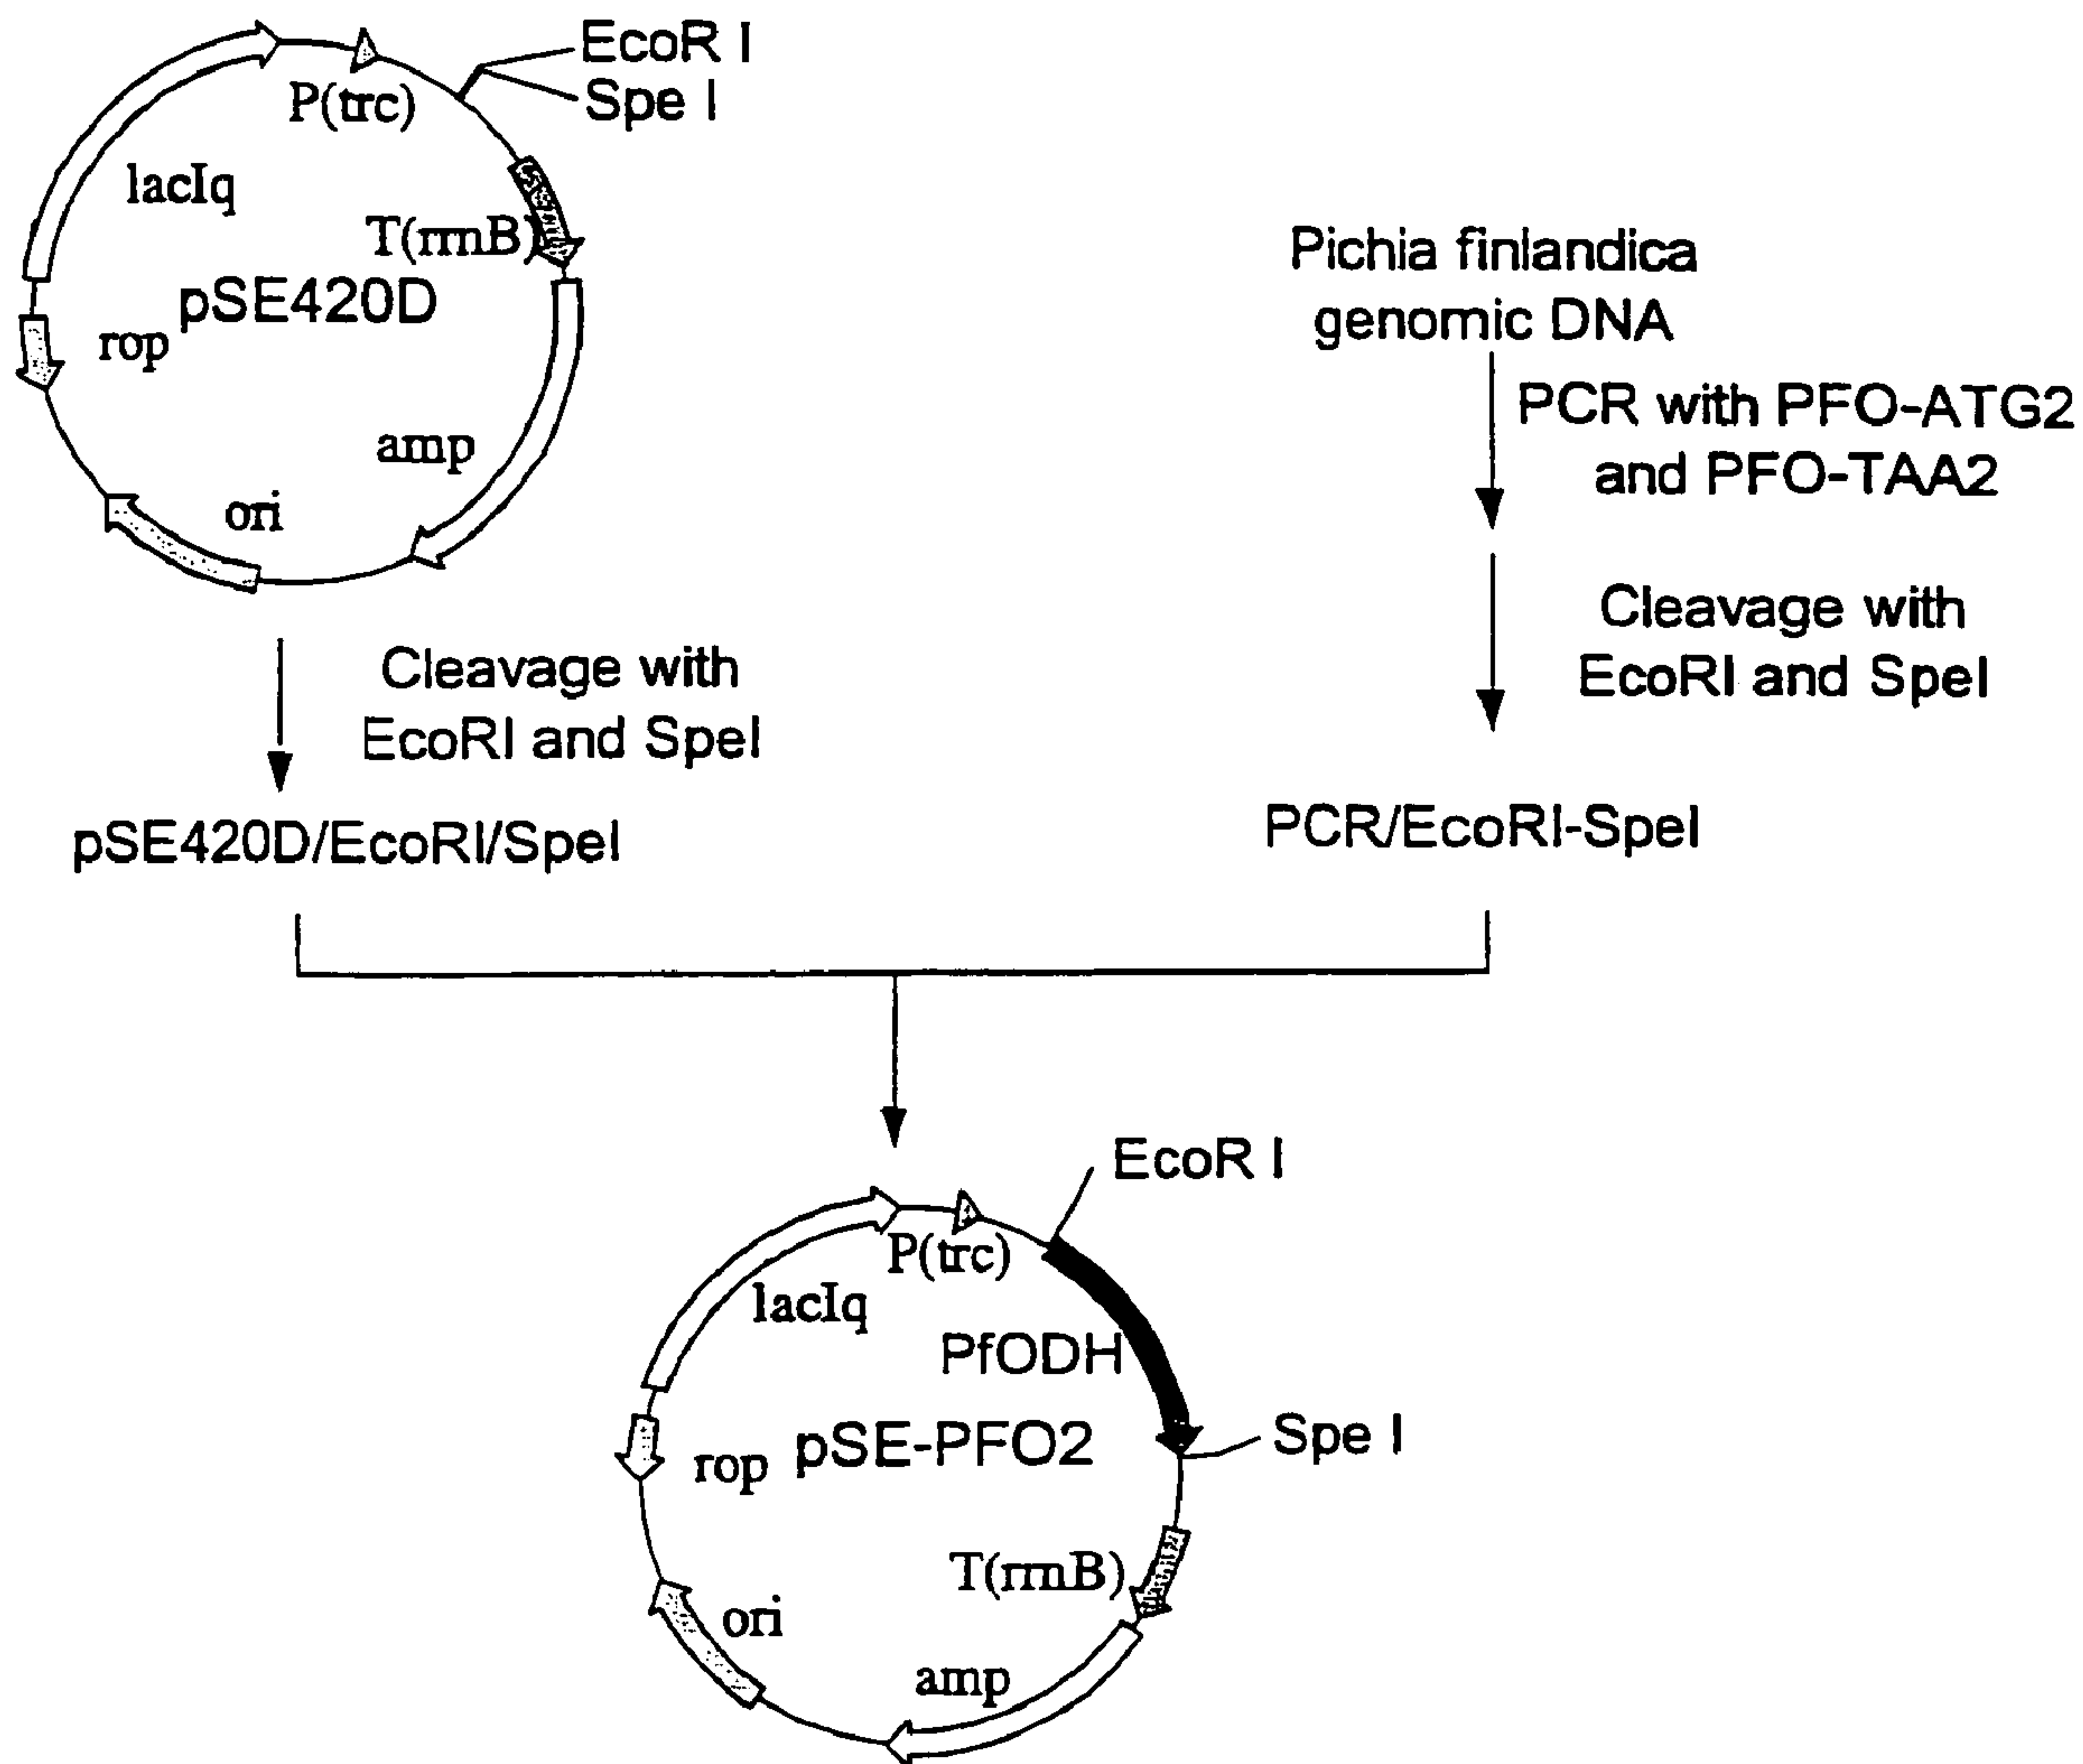 EcoR I
Spe I
P(trc)
lacIq
T(rrnB)
pSE420D
rop
amp
ori
Pichia finlandica
genomic DNA
PCR with PFO-ATG2
and PFO-TAA2
Cleavage with
EcoRI and SpeI
Cleavage with
EcoRI and SpeI
pSE420D/EcoRI/SpeI
PCR/EcoRI-SpeI
EcoR I
P(trc)
lacIq
PfODH
Spe I
rop
pSE-PFO2
T(rrnB)
ori
amp